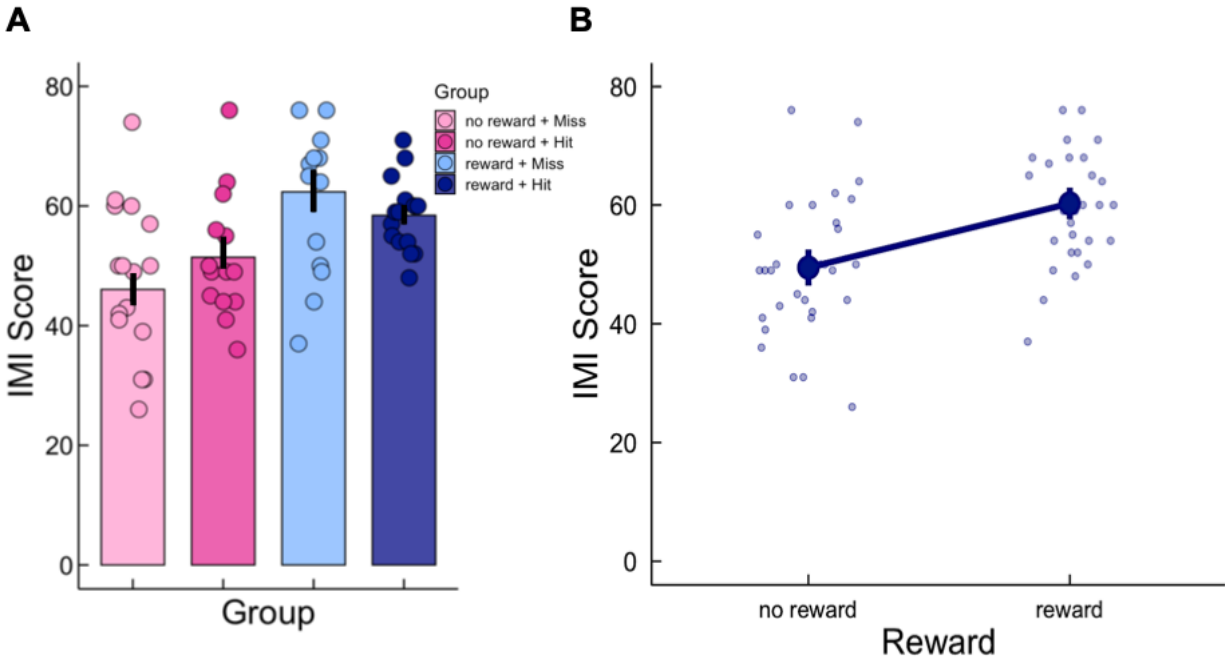 A
IMI Score
80
60
40
20
0
Group
Group
no reward + Miss
no reward + Hit
reward + Miss
reward + Hit
B
IMI Score
80
60
40
20
0
no reward
reward
Reward